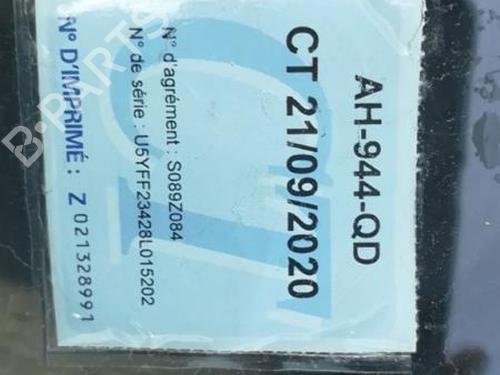 AH-944-QD
CT 21/09/2020
N° d'agrément : S089Z084
N° de série : U5YFF23428L015202
N° D'IMPRIMÉ : Z 021328991
B-PARTS